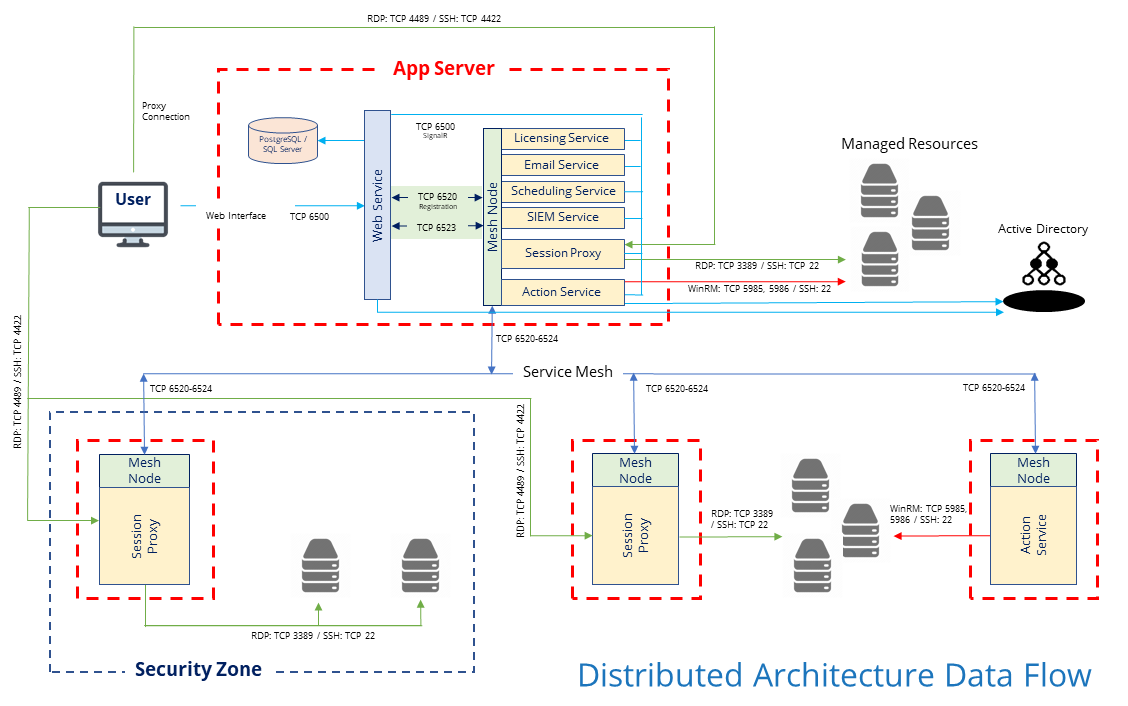 RDP: TCP 4489 / SSH: TCP 4422
App Server
Proxy
Connection
PostgreSQL /
SQL Server
TCP 6500
SignalR
Licensing Service
Email Service
Scheduling Service
SIEM Service
Session Proxy
Action Service
Web Service
Mesh Node
TCP 6520
Registration
TCP 6523
User
Web Interface
TCP 6500
Managed Resources
Active Directory
RDP: TCP 3389 / SSH: TCP 22
WinRM: TCP 5985, 5986 / SSH: 22
TCP 6520-6524
Service Mesh
TCP 6520-6524
TCP 6520-6524
TCP 6520-6524
RDP: TCP 4489 / SSH: TCP 4422
RDP: TCP 4489 / SSH: TCP 4422
Mesh
Node
Session
Proxy
RDP: TCP 3389 / SSH: TCP 22
Security Zone
Mesh
Node
Session
Proxy
RDP: TCP 3389
/ SSH: TCP 22
WinRM: TCP 5985,
5986 / SSH: 22
Mesh
Node
Action
Service
Distributed Architecture Data Flow